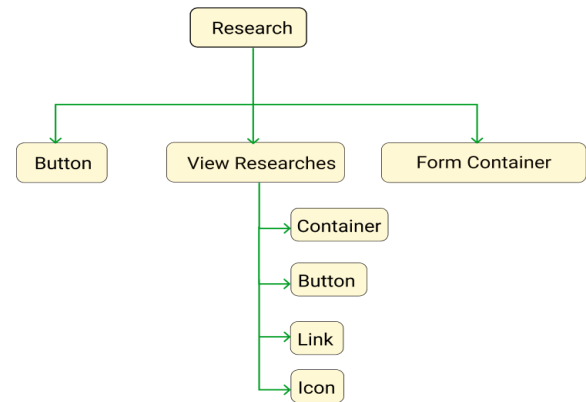 Research
Button
View Researches
Form Container
Container
Button
Link
Icon